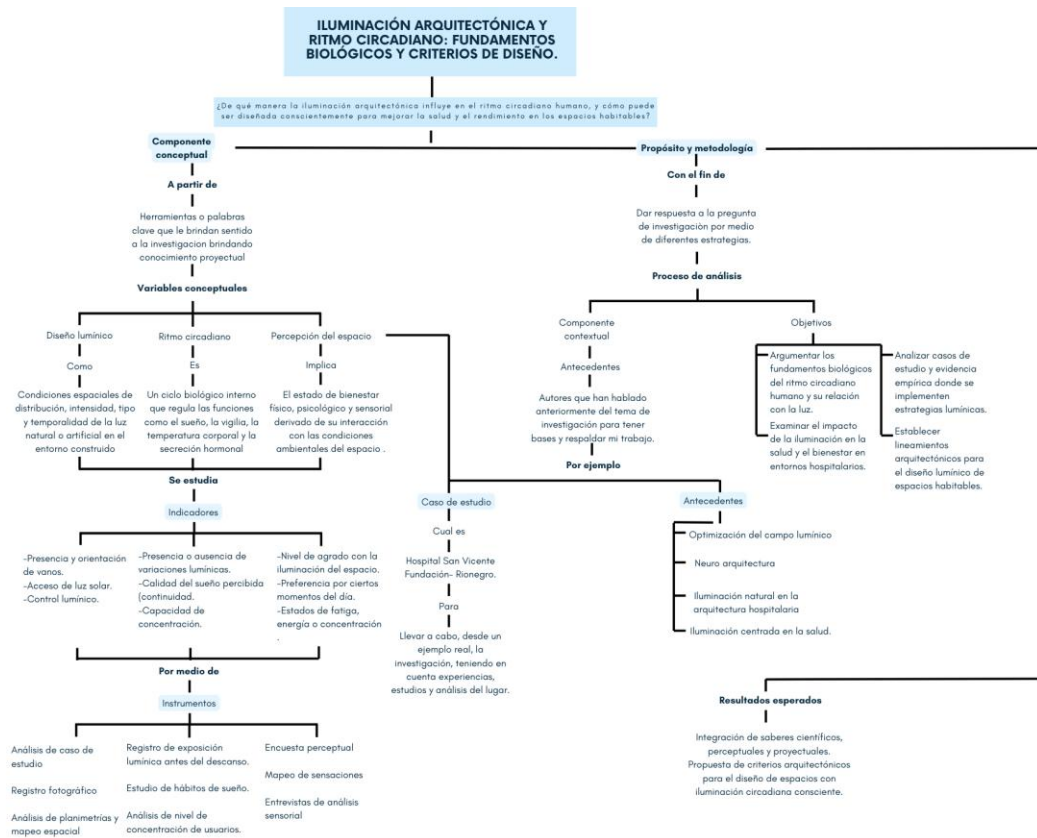 ILUMINACIÓN ARQUITECTÓNICA Y
RITMO CIRCADIANO: FUNDAMENTOS
BIOLÓGICOS Y CRITERIOS DE DISEÑO.
¿De qué manera la iluminación arquitectónica influye en el ritmo circadiano humano, y cómo puede
ser diseñada conscientemente para mejorar la salud y el rendimiento en los espacios habitables?
Componente
conceptual
A partir de
Herramientas o palabras
clave que le brindan sentido
a la investigacion brindando
conocimiento proyectual
Variables conceptuales
Diseño lumínico
Como
Condiciones espaciales de
distribución, intensidad, tipo
y temporalidad de la luz
natural o artificial en el
entorno construido
Ritmo circadiano
Es
Un ciclo biológico interno
que regula las funciones
como el sueño, la vigilia, la
temperatura corporal y la
secreción hormonal
Percepción del espacio
Implica
El estado de bienestar
físico, psicológico y sensorial
derivado de su interacción
con las condiciones
ambientales del espacio .
Se estudia
Indicadores
-Presencia y orientación
de vanos.
-Acceso de luz solar.
-Control lumínico.
-Presencia o ausencia de
variaciones lumínicas.
-Calidad del sueño percibida
(continuidad.
-Capacidad de
concentración.
-Nivel de agrado con la
iluminación del espacio.
-Preferencia por ciertos
momentos del día.
-Estados de fatiga,
energía o concentración
.
Por medio de
Instrumentos
Análisis de caso de
estudio
Registro fotográfico
Análisis de planimetrías y
mapeo espacial
Registro de exposición
lumínica antes del descanso.
Estudio de hábitos de sueño.
Análisis de nivel de
concentración de usuarios.
Encuesta perceptual
Mapeo de sensaciones
Entrevistas de análisis
sensorial
Propósito y metodología
Con el fin de
Dar respuesta a la pregunta
de investigaciòn por medio
de diferentes estrategias.
Proceso de análisis
Componente
contextual
Antecedentes
Autores que han hablado
anteriormente del tema de
investigación para tener
bases y respaldar mi trabajo.
Por ejemplo
Objetivos
Argumentar los
fundamentos biológicos
del ritmo circadiano
humano y su relación
con la luz.
Examinar el impacto
de la iluminación en la
salud y el bienestar en
entornos hospitalarios.
Analizar casos de
estudio y evidencia
empírica donde se
implementen
estrategias lumínicas.
Establecer
lineamientos
arquitectónicos para
el diseño lumínico de
espacios habitables.
Caso de estudio
Cual es
Hospital San Vicente
Fundación- Rionegro.
Para
Llevar a cabo, desde un
ejemplo real, la
investigación, teniendo en
cuenta experiencias,
estudios y análisis del lugar.
Antecedentes
Optimización del campo lumínico
Neuro arquitectura
Iluminación natural en la
arquitectura hospitalaria
Iluminación centrada en la salud.
Resultados esperados
Integración de saberes científicos,
perceptuales y proyectuales.
Propuesta de criterios arquitectónicos
para el diseño de espacios con
iluminación circadiana consciente.